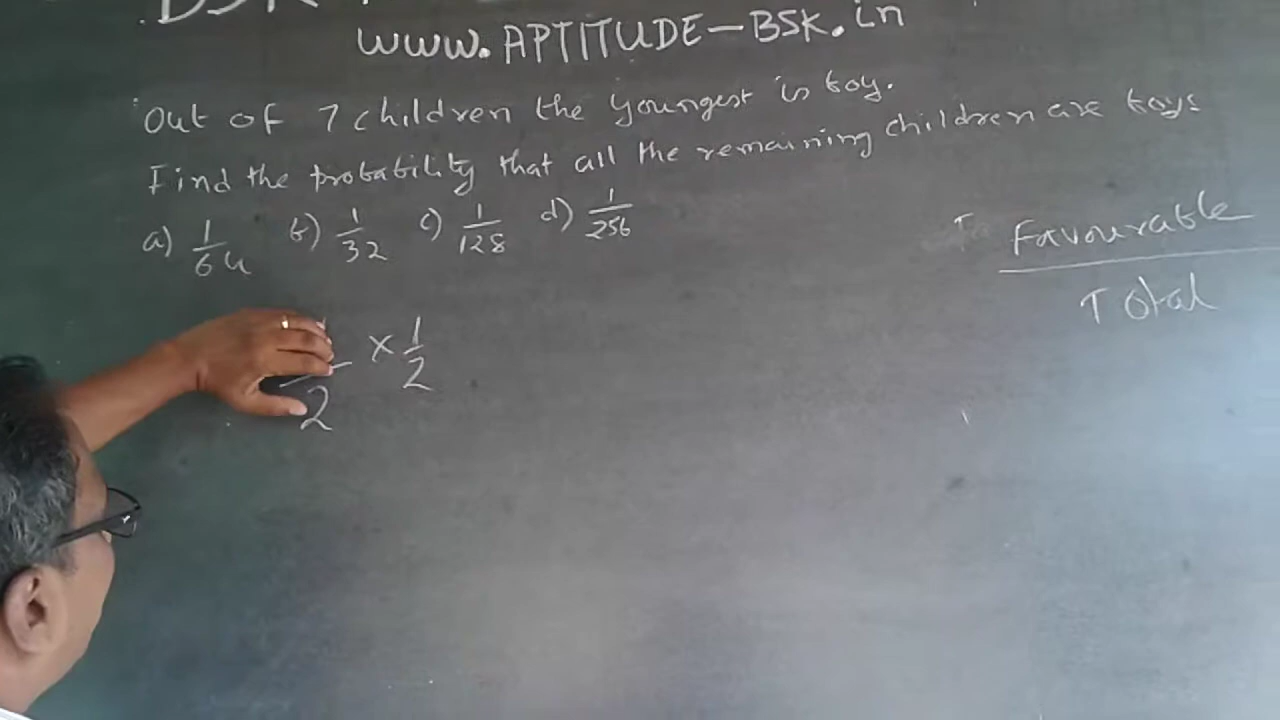 www.APTITUDE-BSK.in
Out of 7 children the youngest is boy.
Find the probability that all the remaining children are boys
a) 1/64 b) 1/32 c) 1/128 d) 1/256
Favourable
Total
2 × 1/2